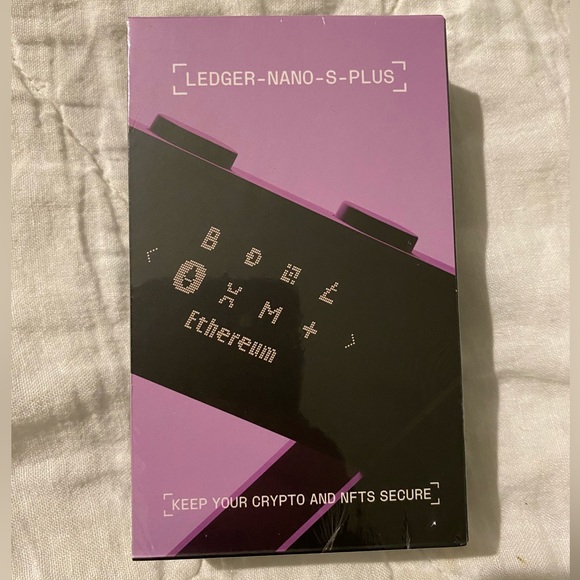 LEDGER-NANO-S-PLUS
Ethereum
KEEP YOUR CRYPTO AND NFTS SECURE